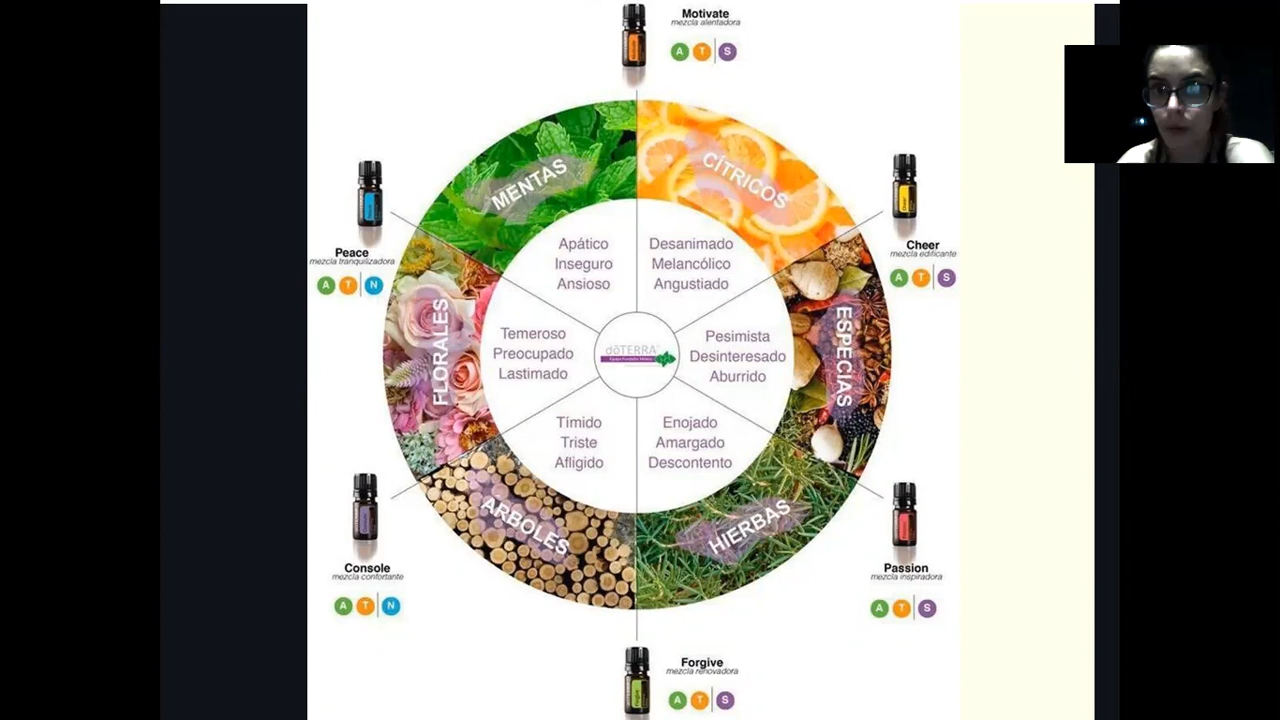 Motivate
mezcla alentadora
A T S
MENTAS
CÍTRICOS
Peace
mezcla tranquilizadora
A T N
Cheer
mezcla edificante
A T S
Apático
Inseguro
Ansioso
Desanimado
Melancólico
Angustiado
FLORALES
ESPECIAS
Temeroso
Preocupado
Lastimado
dōTERRA
Pesimista
Desinteresado
Aburrido
Tímido
Triste
Afligido
Enojado
Amargado
Descontento
ÁRBOLES
HIERBAS
Console
mezcla confortante
A T N
Passion
mezcla inspiradora
A T S
Forgive
mezcla renovadora
A T S